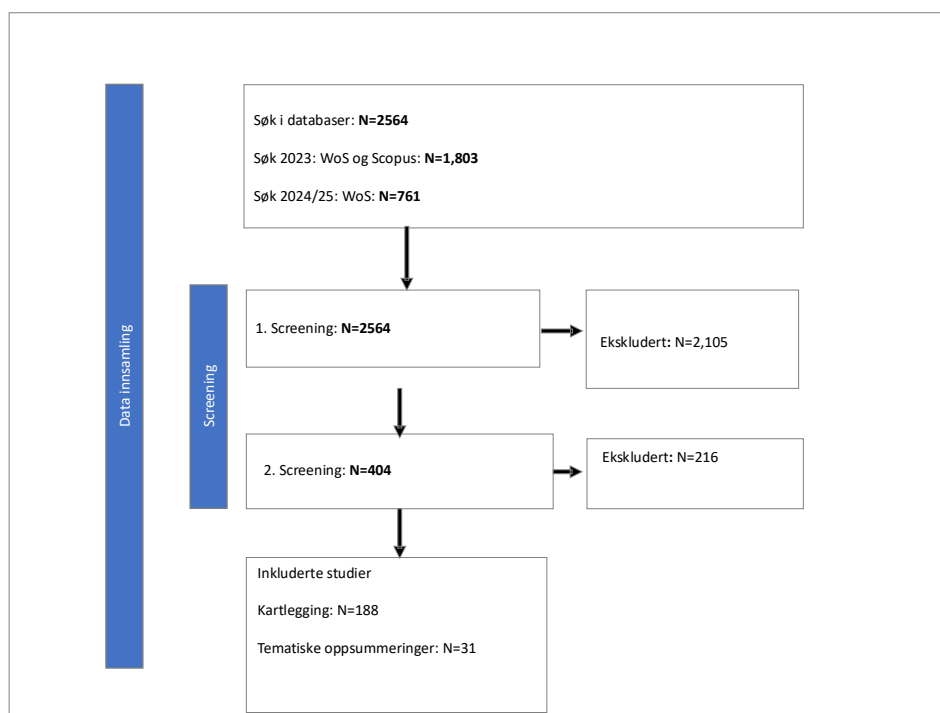 Data innsamling
Screening
Søk i databaser: N=2564
Søk 2023: WoS og Scopus: N=1,803
Søk 2024/25: WoS: N=761
1. Screening: N=2564
Ekskludert: N=2,105
2. Screening: N=404
Ekskludert: N=216
Inkluderte studier
Kartlegging: N=188
Tematiske oppsummeringer: N=31